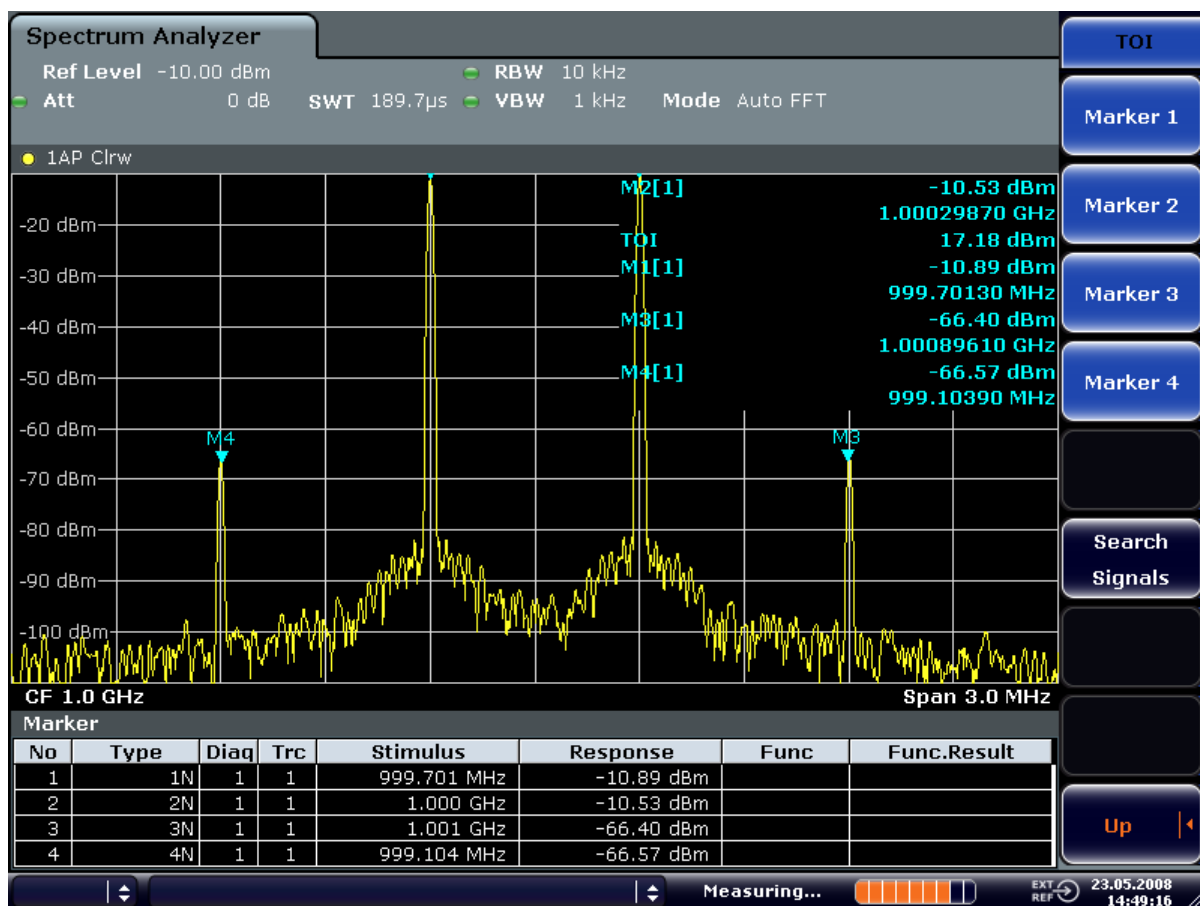 Spectrum Analyzer
Ref Level -10.00 dBm RBW 10 kHz
Att 0 dB SWT 189.7µs VBW 1 kHz Mode Auto FFT
1AP Clrw
M2[1] -10.53 dBm
1.00029870 GHz
TOI 17.18 dBm
M1[1] -10.89 dBm
999.70130 MHz
M3[1] -66.40 dBm
1.00089610 GHz
M4[1] -66.57 dBm
999.10390 MHz
-20 dBm
-30 dBm
-40 dBm
-50 dBm
-60 dBm
-70 dBm
-80 dBm
-90 dBm
-100 dBm
M4
M3
CF 1.0 GHz Span 3.0 MHz
Marker
No Type Diaq Trc Stimulus Response Func Func.Result
1 1N 1 1 999.701 MHz -10.89 dBm
2 2N 1 1 1.000 GHz -10.53 dBm
3 3N 1 1 1.001 GHz -66.40 dBm
4 4N 1 1 999.104 MHz -66.57 dBm
Measuring...
EXT
REF
23.05.2008
14:49:16
TOI
Marker 1
Marker 2
Marker 3
Marker 4
Search
Signals
Up